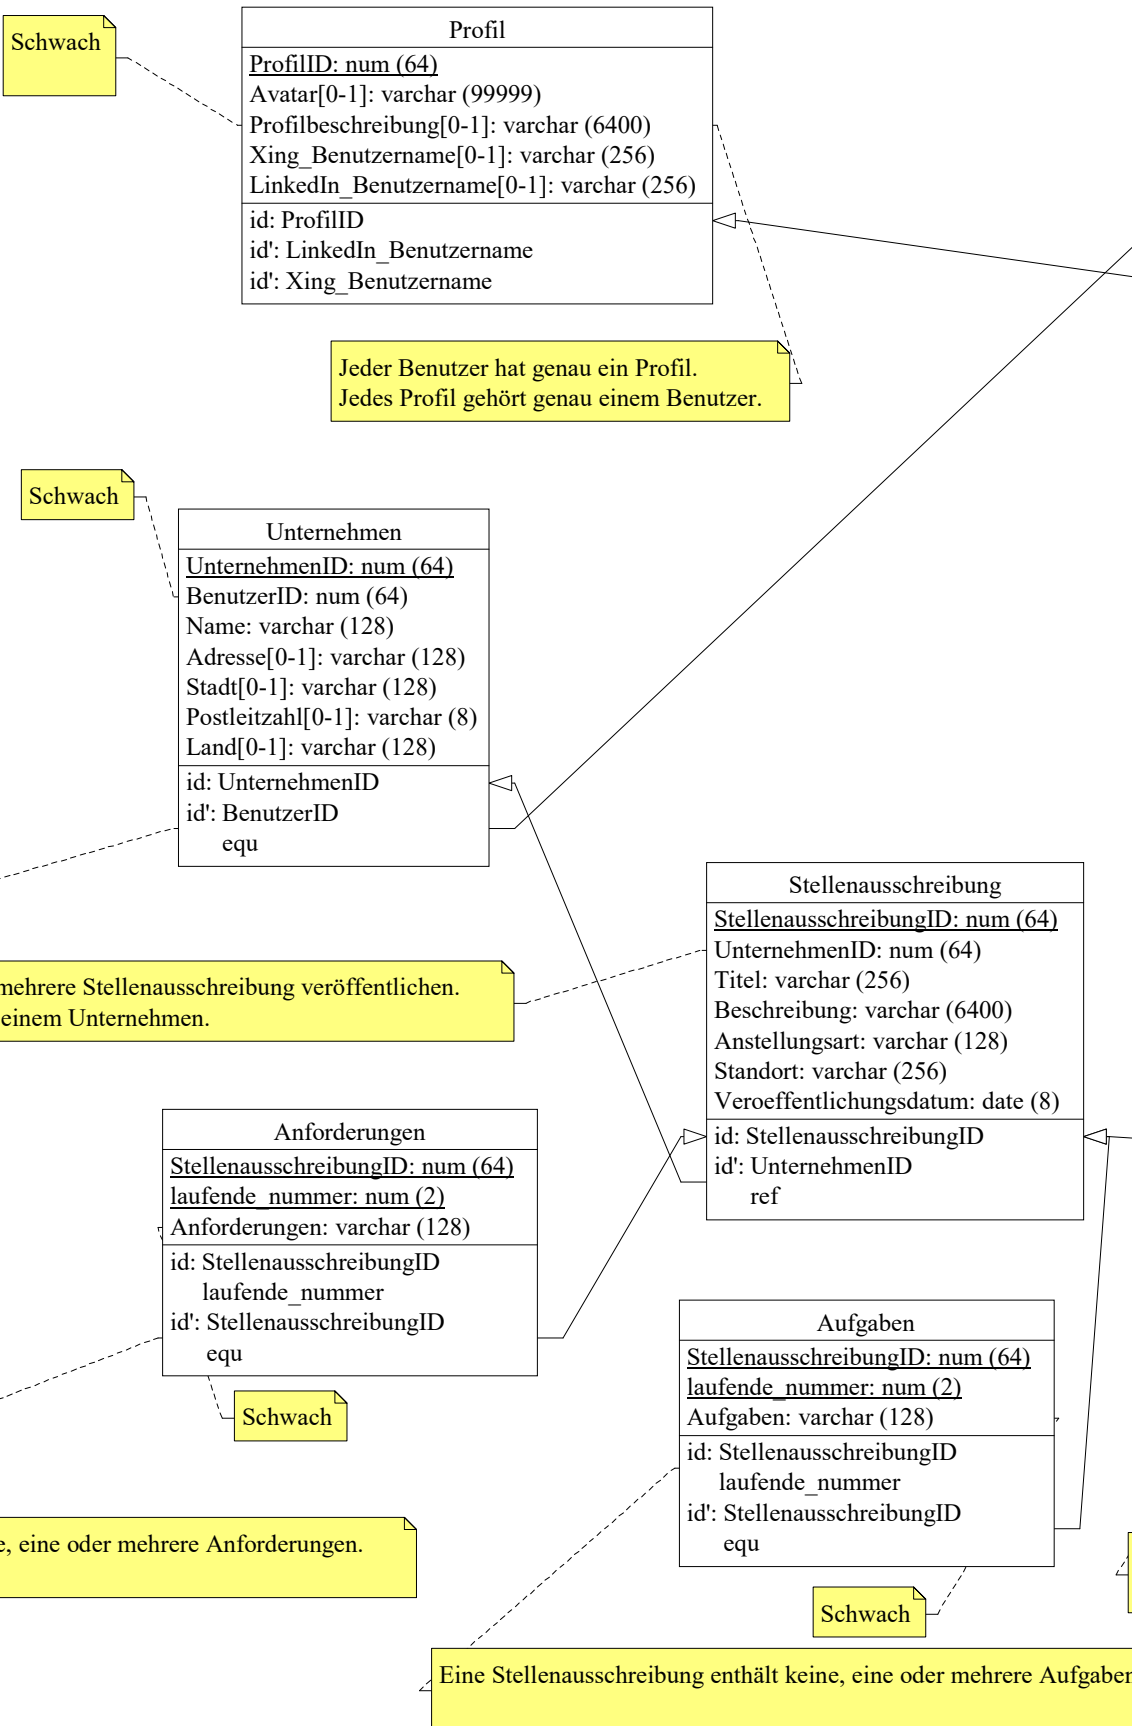 Schwach
Profil
ProfilID: num (64)
Avatar[0-1]: varchar (99999)
Profilbeschreibung[0-1]: varchar (6400)
Xing_Benutzername[0-1]: varchar (256)
LinkedIn_Benutzername[0-1]: varchar (256)
id: ProfilID
id': LinkedIn_Benutzername
id': Xing_Benutzername
Jeder Benutzer hat genau ein Profil.
Jedes Profil gehört genau einem Benutzer.
Schwach
Unternehmen
UnternehmenID: num (64)
BenutzerID: num (64)
Name: varchar (128)
Adresse[0-1]: varchar (128)
Stadt[0-1]: varchar (128)
Postleitzahl[0-1]: varchar (8)
Land[0-1]: varchar (128)
id: UnternehmenID
id': BenutzerID
equ
Stellenausschreibung
StellenausschreibungID: num (64)
UnternehmenID: num (64)
Titel: varchar (256)
Beschreibung: varchar (6400)
Anstellungsart: varchar (128)
Standort: varchar (256)
Veroeffentlichungsdatum: date (8)
id: StellenausschreibungID
id': UnternehmenID
ref
mehrere Stellenausschreibung veröffentlichen.
einem Unternehmen.
Anforderungen
StellenausschreibungID: num (64)
laufende_nummer: num (2)
Anforderungen: varchar (128)
id: StellenausschreibungID
laufende_nummer
id': StellenausschreibungID
equ
Schwach
Aufgaben
StellenausschreibungID: num (64)
laufende_nummer: num (2)
Aufgaben: varchar (128)
id: StellenausschreibungID
laufende_nummer
id': StellenausschreibungID
equ
e, eine oder mehrere Anforderungen.
Schwach
Eine Stellenausschreibung enthält keine, eine oder mehrere Aufgaben